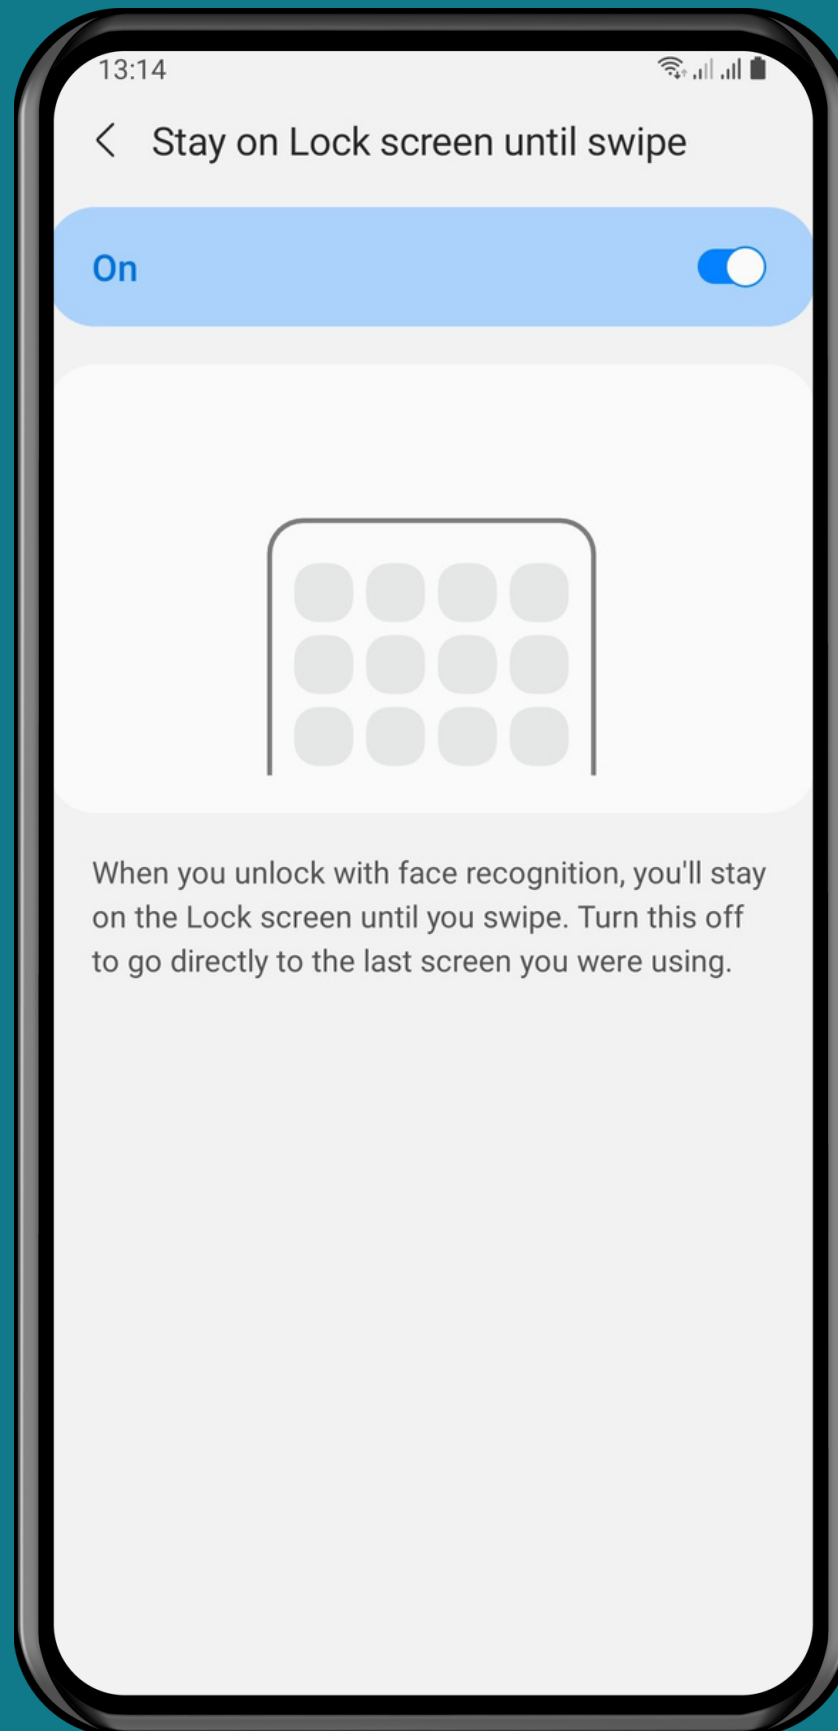 13:14
Stay on Lock screen until swipe
On
When you unlock with face recognition, you'll stay
on the Lock screen until you swipe. Turn this off
to go directly to the last screen you were using.